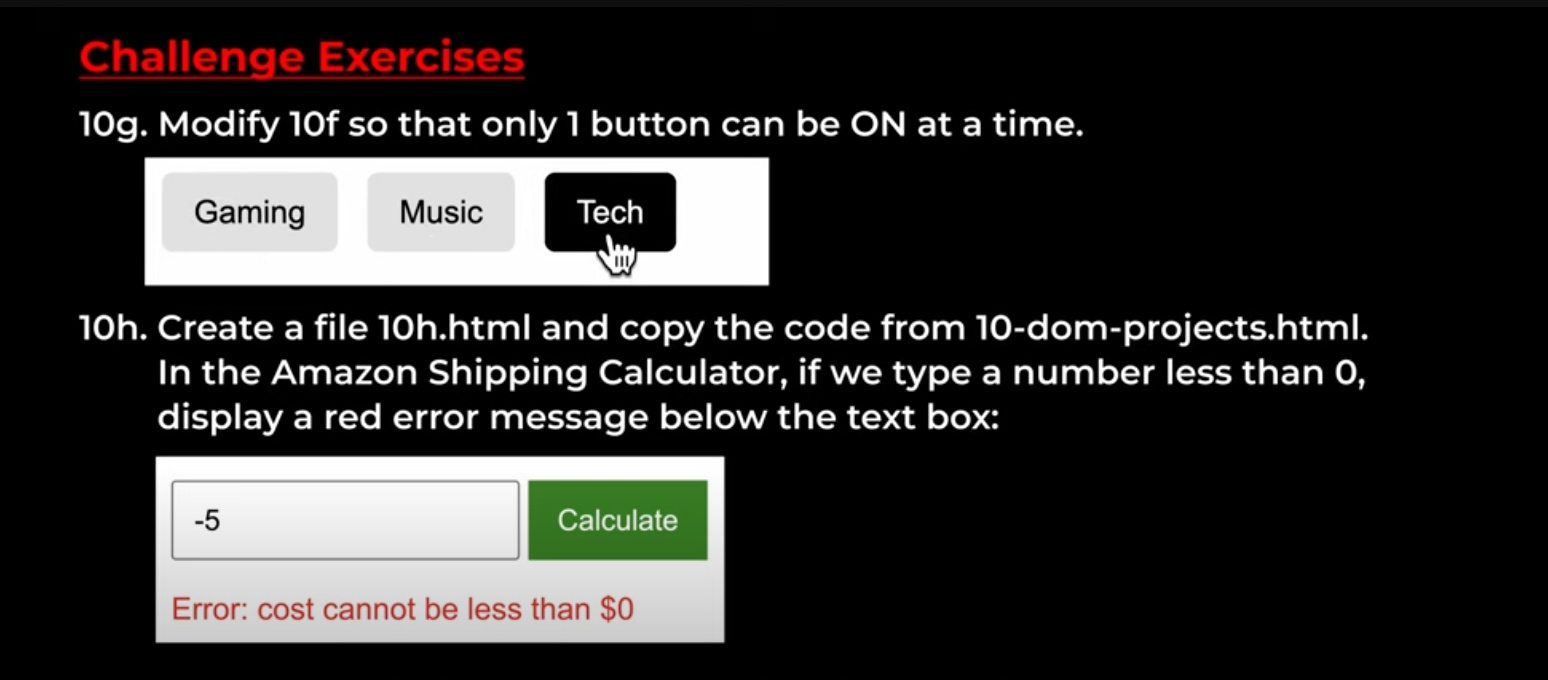 Challenge Exercises
10g. Modify 10f so that only 1 button can be ON at a time.
Gaming Music Tech
10h. Create a file 10h.html and copy the code from 10-dom-projects.html.
In the Amazon Shipping Calculator, if we type a number less than 0,
display a red error message below the text box:
-5 Calculate
Error: cost cannot be less than $0